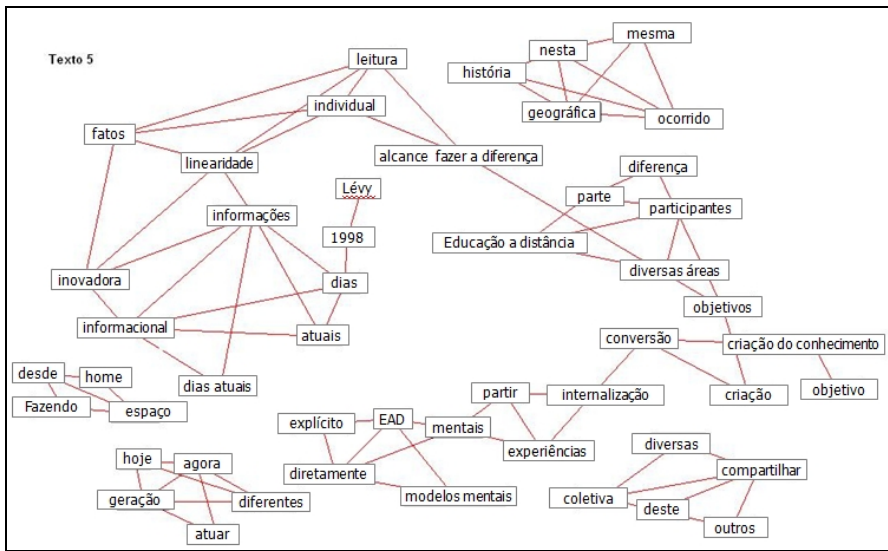 Texto 5
leitura
individual
fatos
linearidade
alcance fazer a diferença
Lévy
1998
informações
inovadora
dias
informacional
atuais
dias atuais
mesma
nesta
história
geográfica
ocorrido
diferença
parte
participantes
Educação a distância
diversas áreas
objetivos
conversão
criação do conhecimento
criação
objetivo
internalização
partir
experiências
mentais
EAD
explícito
diretamente
modelos mentais
desde
home
Fazendo
espaço
hoje
agora
geração
diferentes
atuar
diversas
compartilhar
coletiva
deste
outros